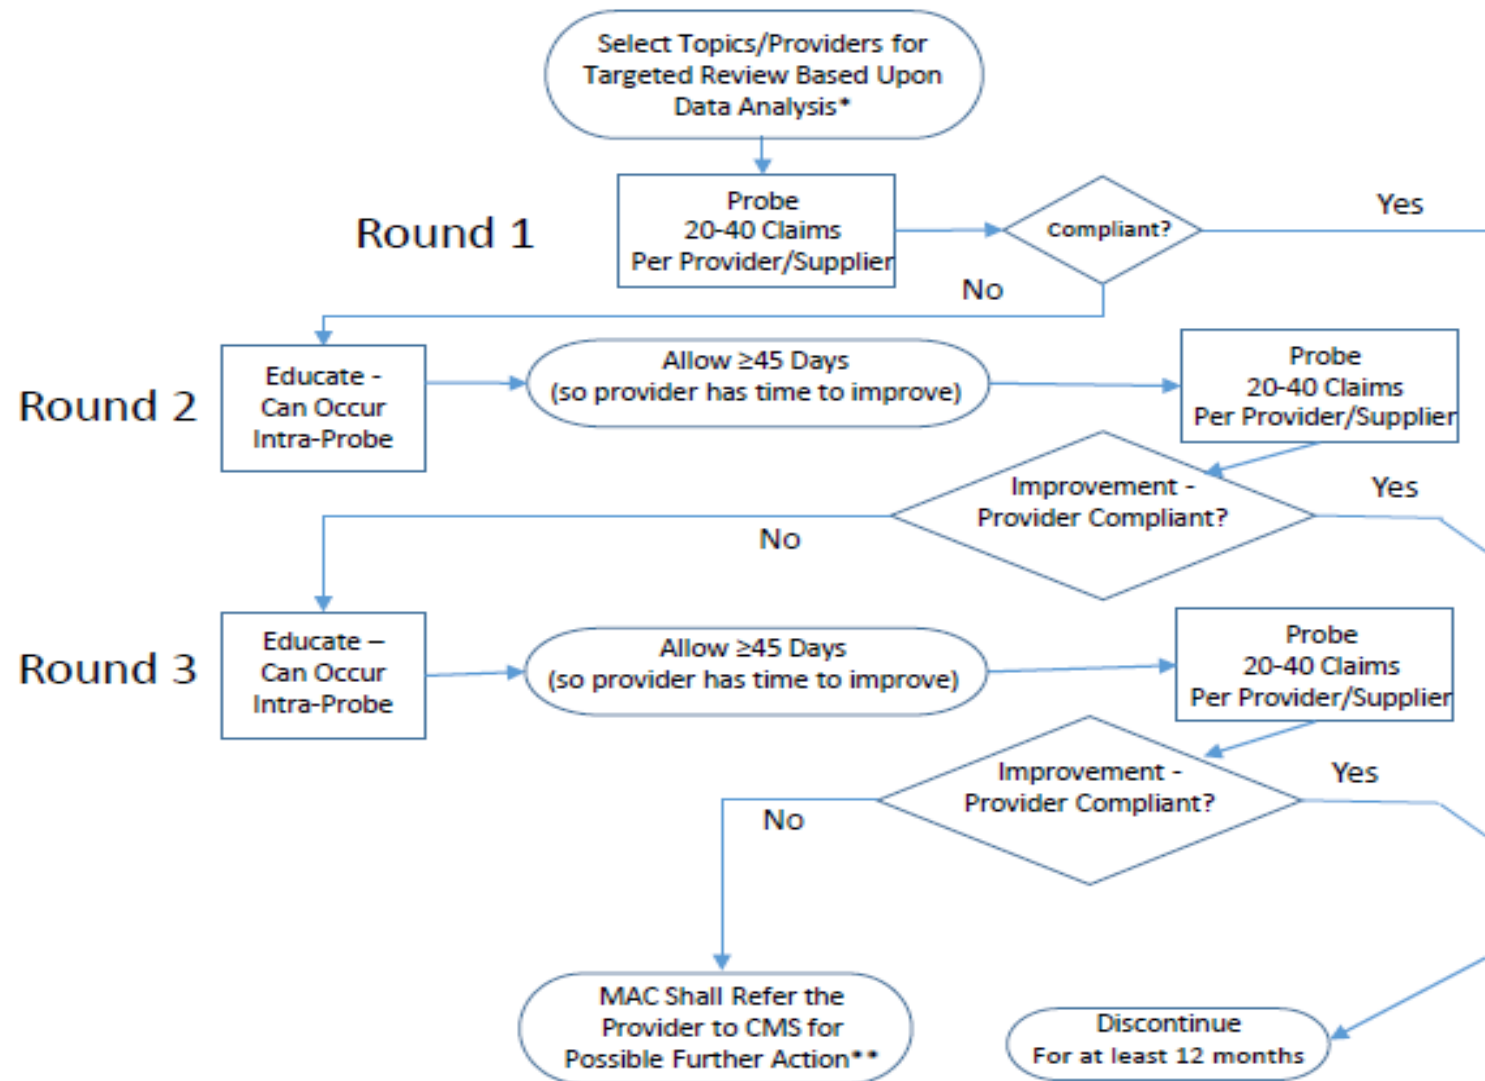 Select Topics/Providers for
Targeted Review Based Upon
Data Analysis*
Round 1
Probe
20-40 Claims
Per Provider/Supplier
Compliant?
Yes
No
Round 2
Educate -
Can Occur
Intra-Probe
Allow ≥45 Days
(so provider has time to improve)
Probe
20-40 Claims
Per Provider/Supplier
Improvement -
Provider Compliant?
Yes
No
Round 3
Educate –
Can Occur
Intra-Probe
Allow ≥45 Days
(so provider has time to improve)
Probe
20-40 Claims
Per Provider/Supplier
Improvement -
Provider Compliant?
Yes
No
MAC Shall Refer the
Provider to CMS for
Possible Further Action**
Discontinue
For at least 12 months